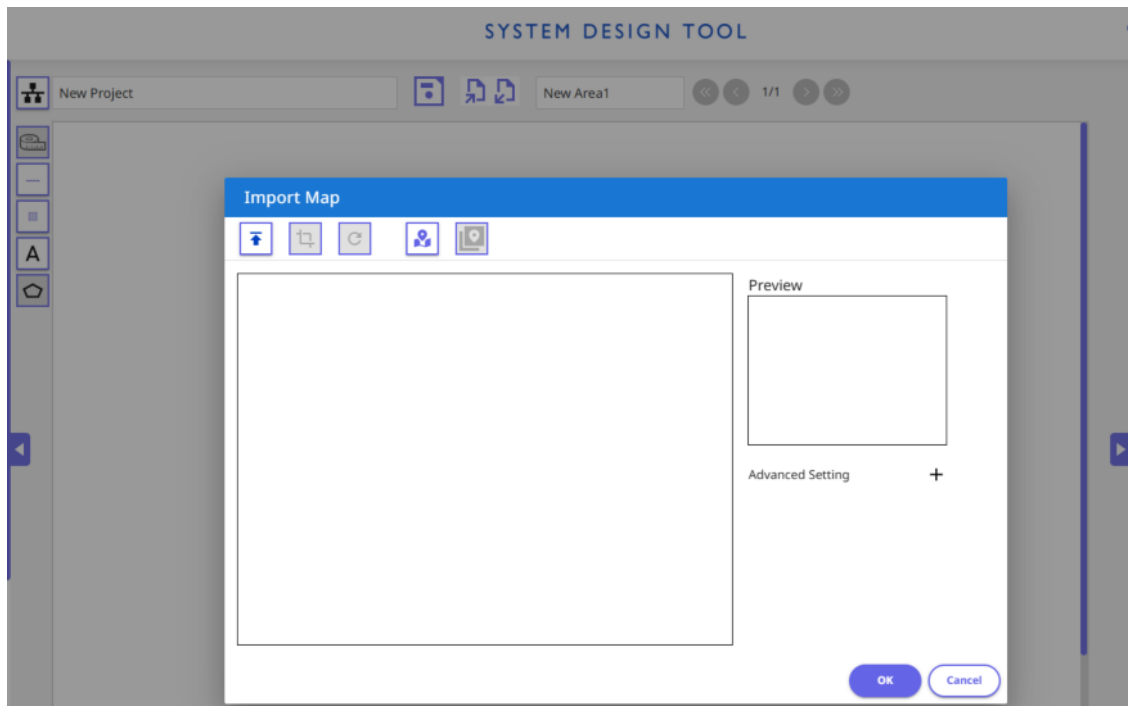 SYSTEM DESIGN TOOL
New Project
New Area1
1/1
A
Import Map
Preview
Advanced Setting
OK
Cancel